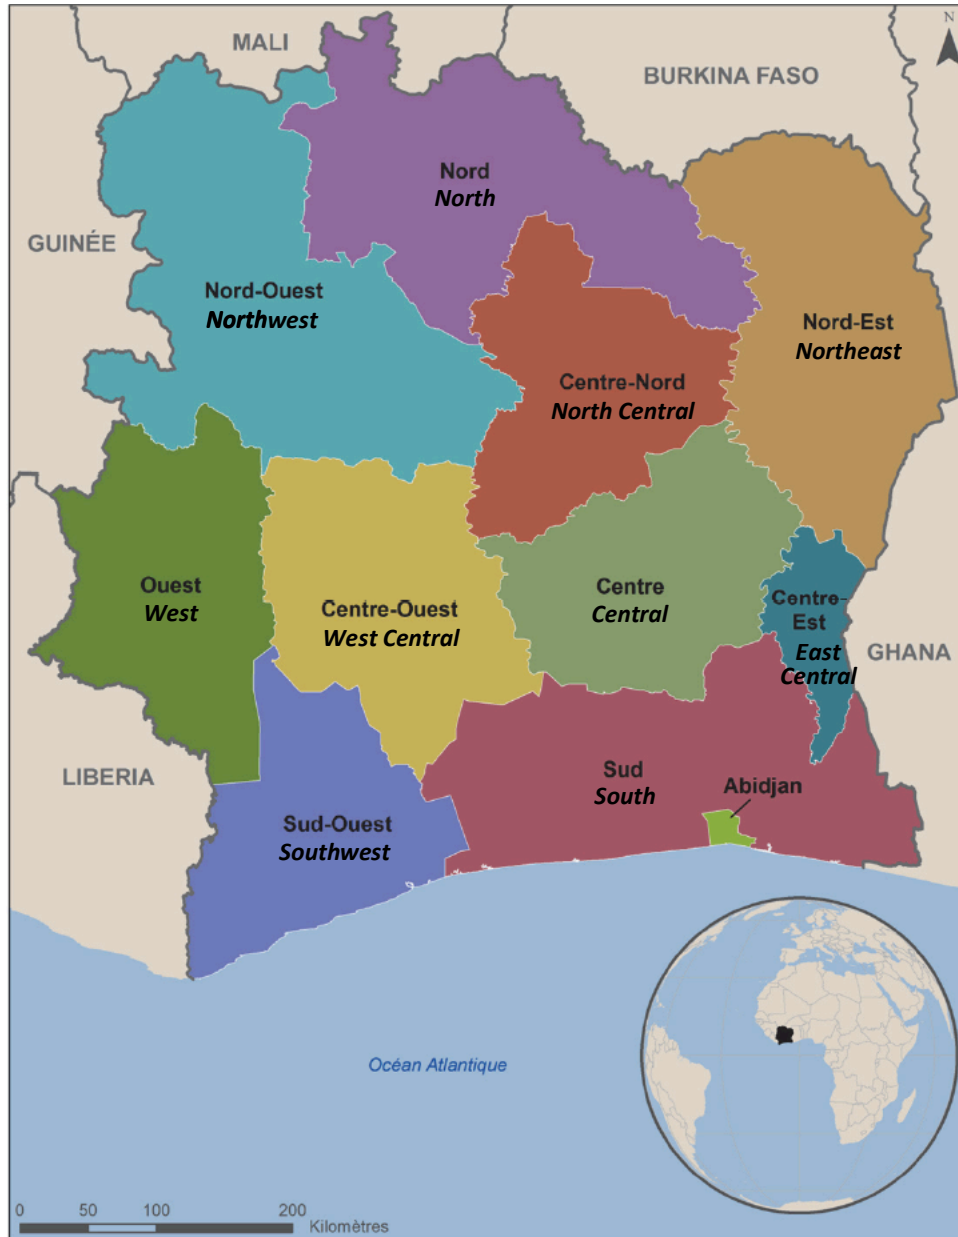 N
MALI
BURKINA FASO
Nord
North
GUINÉE
Nord-Ouest
Northwest
Nord-Est
Northeast
Centre-Nord
North Central
Ouest
West
Centre-Ouest
West Central
Centre
Central
Centre-
Est
East
Central
GHANA
LIBERIA
Sud
South
Abidjan
Sud-Ouest
Southwest
Océan Atlantique
0 50 100 200
Kilomètres